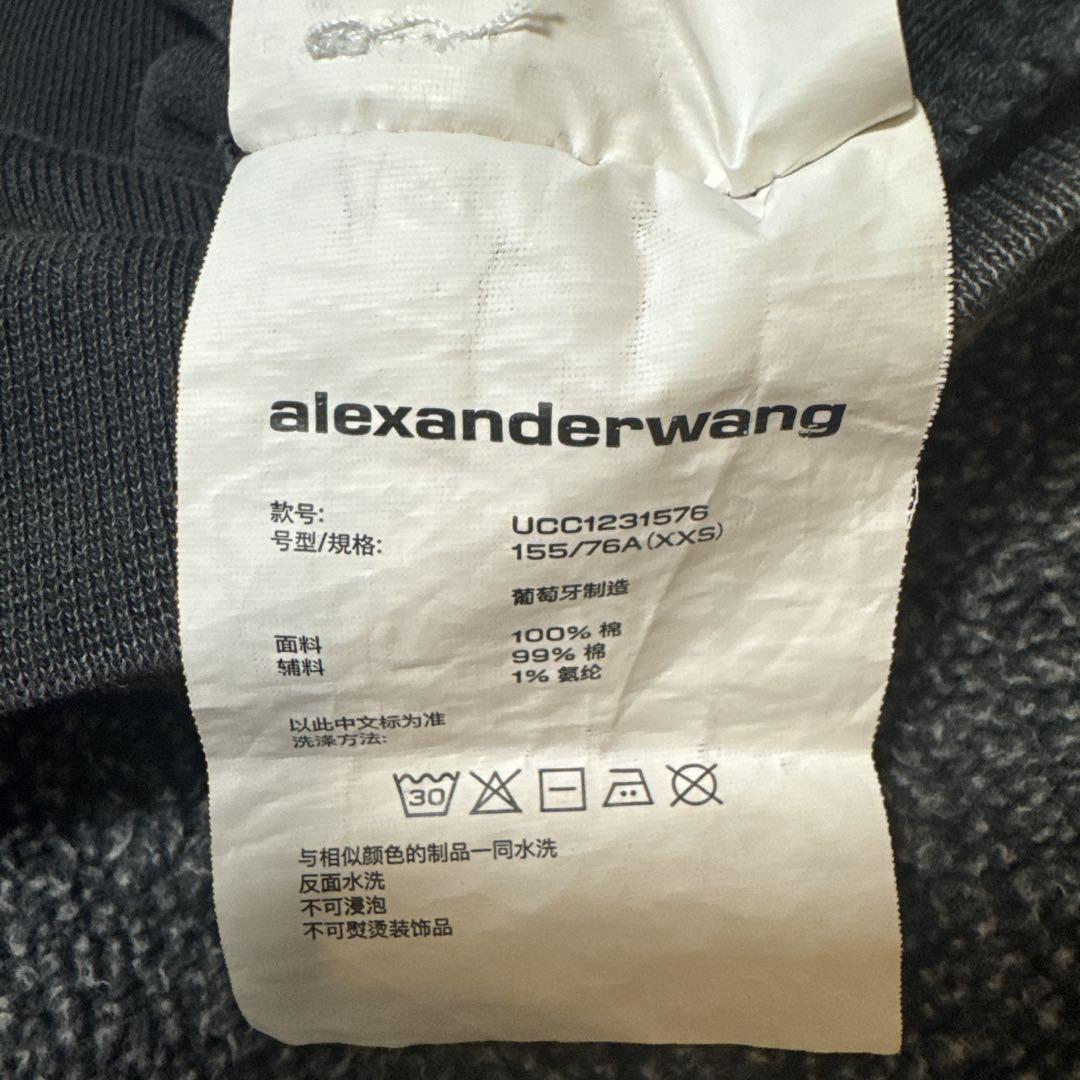 alexanderwang
款号: UCC1231576
号型/規格: 155/76A(XXS)
葡萄牙制造
面料 100% 棉
辅料 99% 棉
1% 氨纶
以此中文标为准
洗涤方法:
30
与相似颜色的制品一同水洗
反面水洗
不可浸泡
不可熨烫装饰品